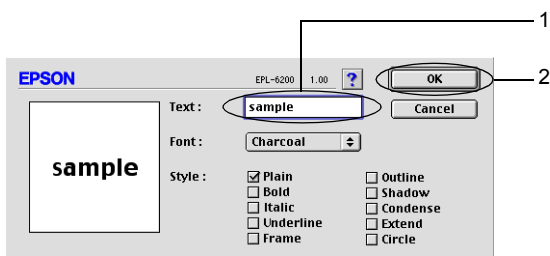 1
EPSON
EPL-6200 1.00 ? OK 2
Text : sample Cancel
Font : Charcoal
sample
Style : Plain Outline
Bold Shadow
Italic Condense
Underline Extend
Frame Circle